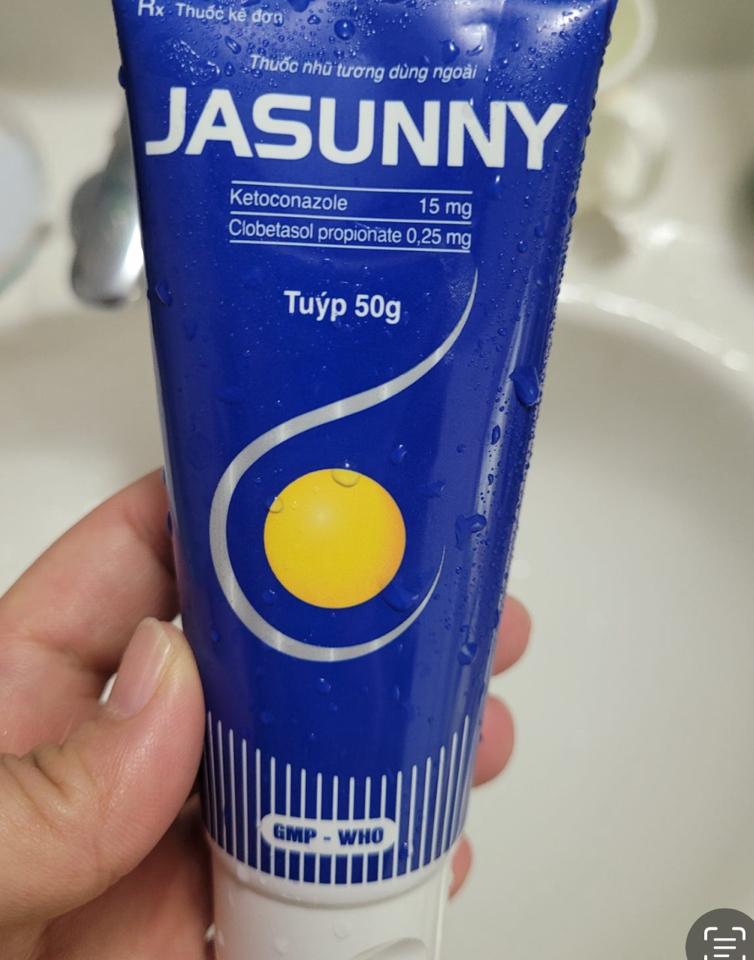 Rx Thuốc kê đơn
Thuốc nhũ tương dùng ngoài
JASUNNY
Ketoconazole 15 mg
Clobetasol propionate 0,25 mg
Tuýp 50g
GMP - WHO